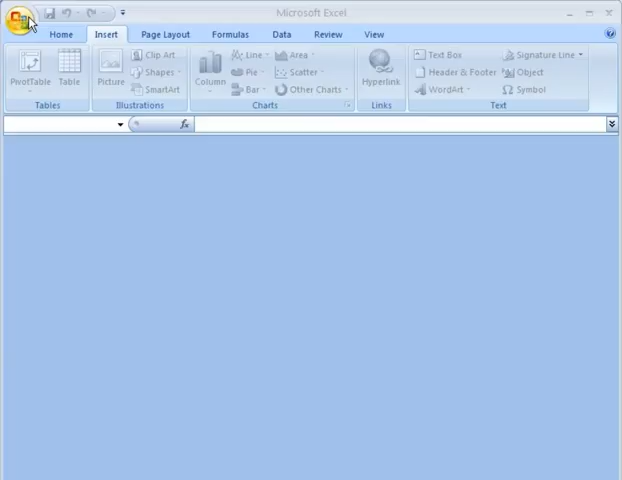 Microsoft Excel
Home Insert Page Layout Formulas Data Review View
PivotTable Table Picture Clip Art Shapes SmartArt
Column Line Pie Bar Area Scatter Other Charts
Hyperlink
Text Box Header & Footer WordArt Signature Line Object Symbol
Tables Illustrations Charts Links Text
fx